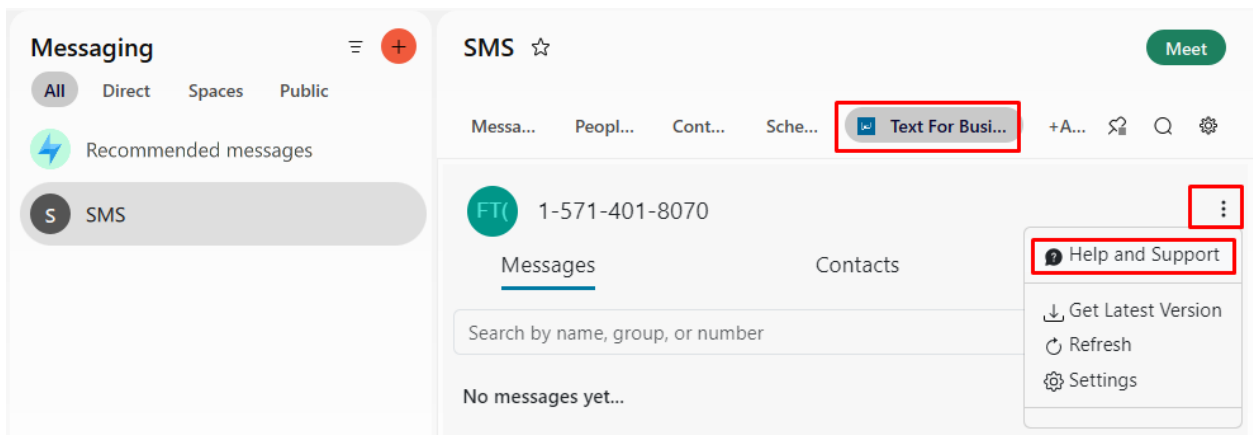 Messaging
+
All Direct Spaces Public
Recommended messages
S SMS
SMS
Meet
Messa... Peopl... Cont... Sche... Text For Busi... +A...
FT( 1-571-401-8070
Messages Contacts
Search by name, group, or number
No messages yet...
Help and Support
Get Latest Version
Refresh
Settings